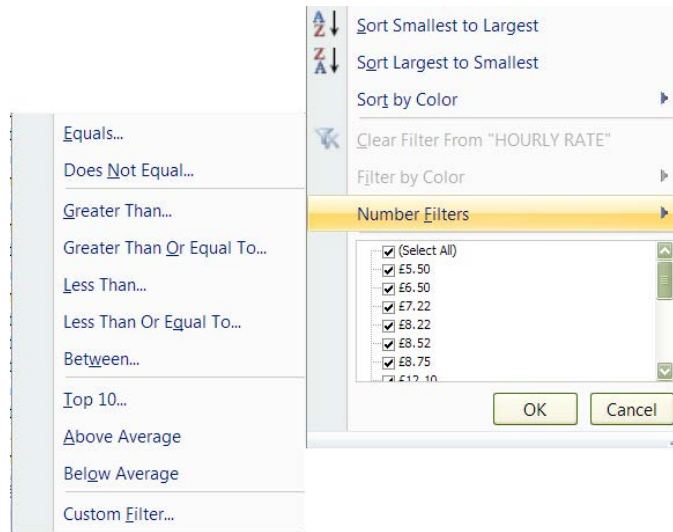 Sort Smallest to Largest
Sort Largest to Smallest
Sort by Color
Clear Filter From "HOURLY RATE"
Filter by Color
Number Filters
(Select All)
£5.50
£6.50
£7.22
£8.22
£8.52
£8.75
£12.10
OK Cancel
Equals...
Does Not Equal...
Greater Than...
Greater Than Or Equal To...
Less Than...
Less Than Or Equal To...
Between...
Top 10...
Above Average
Below Average
Custom Filter...